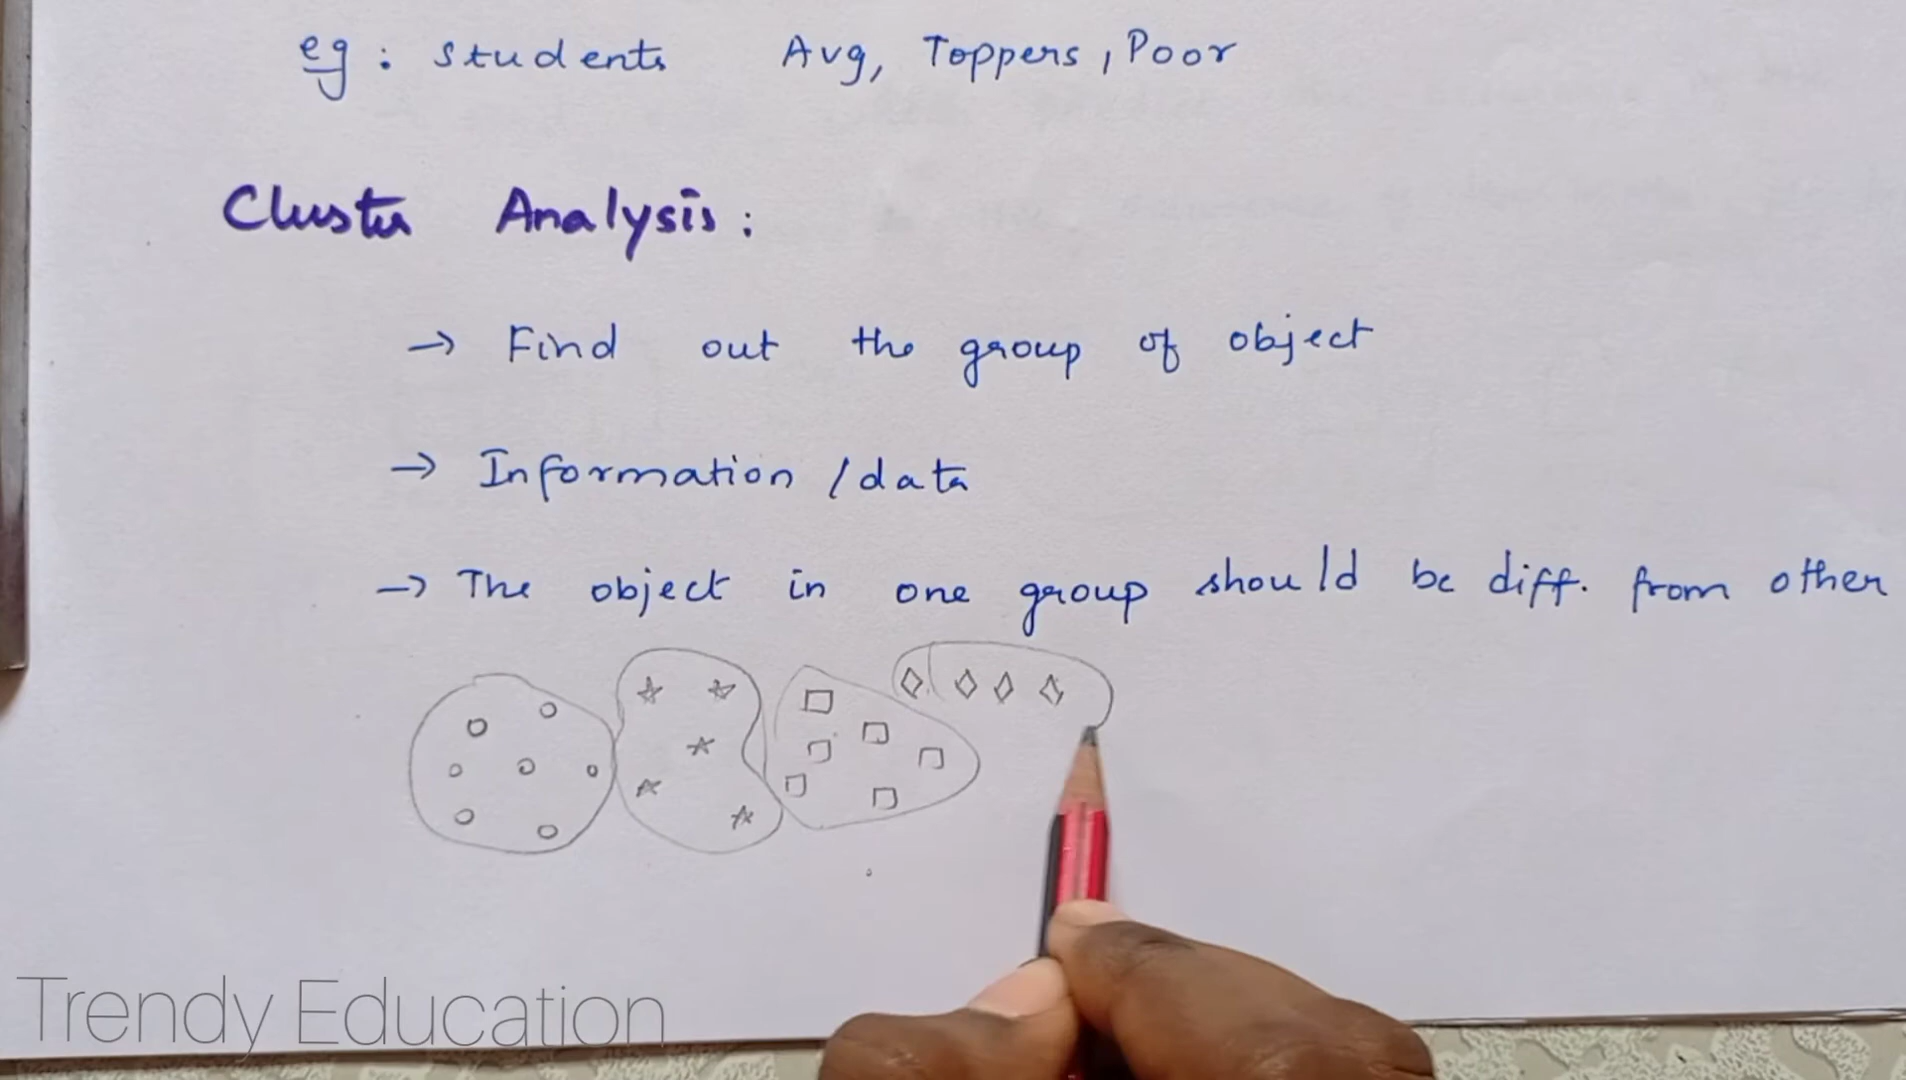 eg : Students Avg, Toppers, Poor
Cluster Analysis:
→ Find out the group of object
→ Information /data
→ The object in one group should be diff. from other
Trendy Education